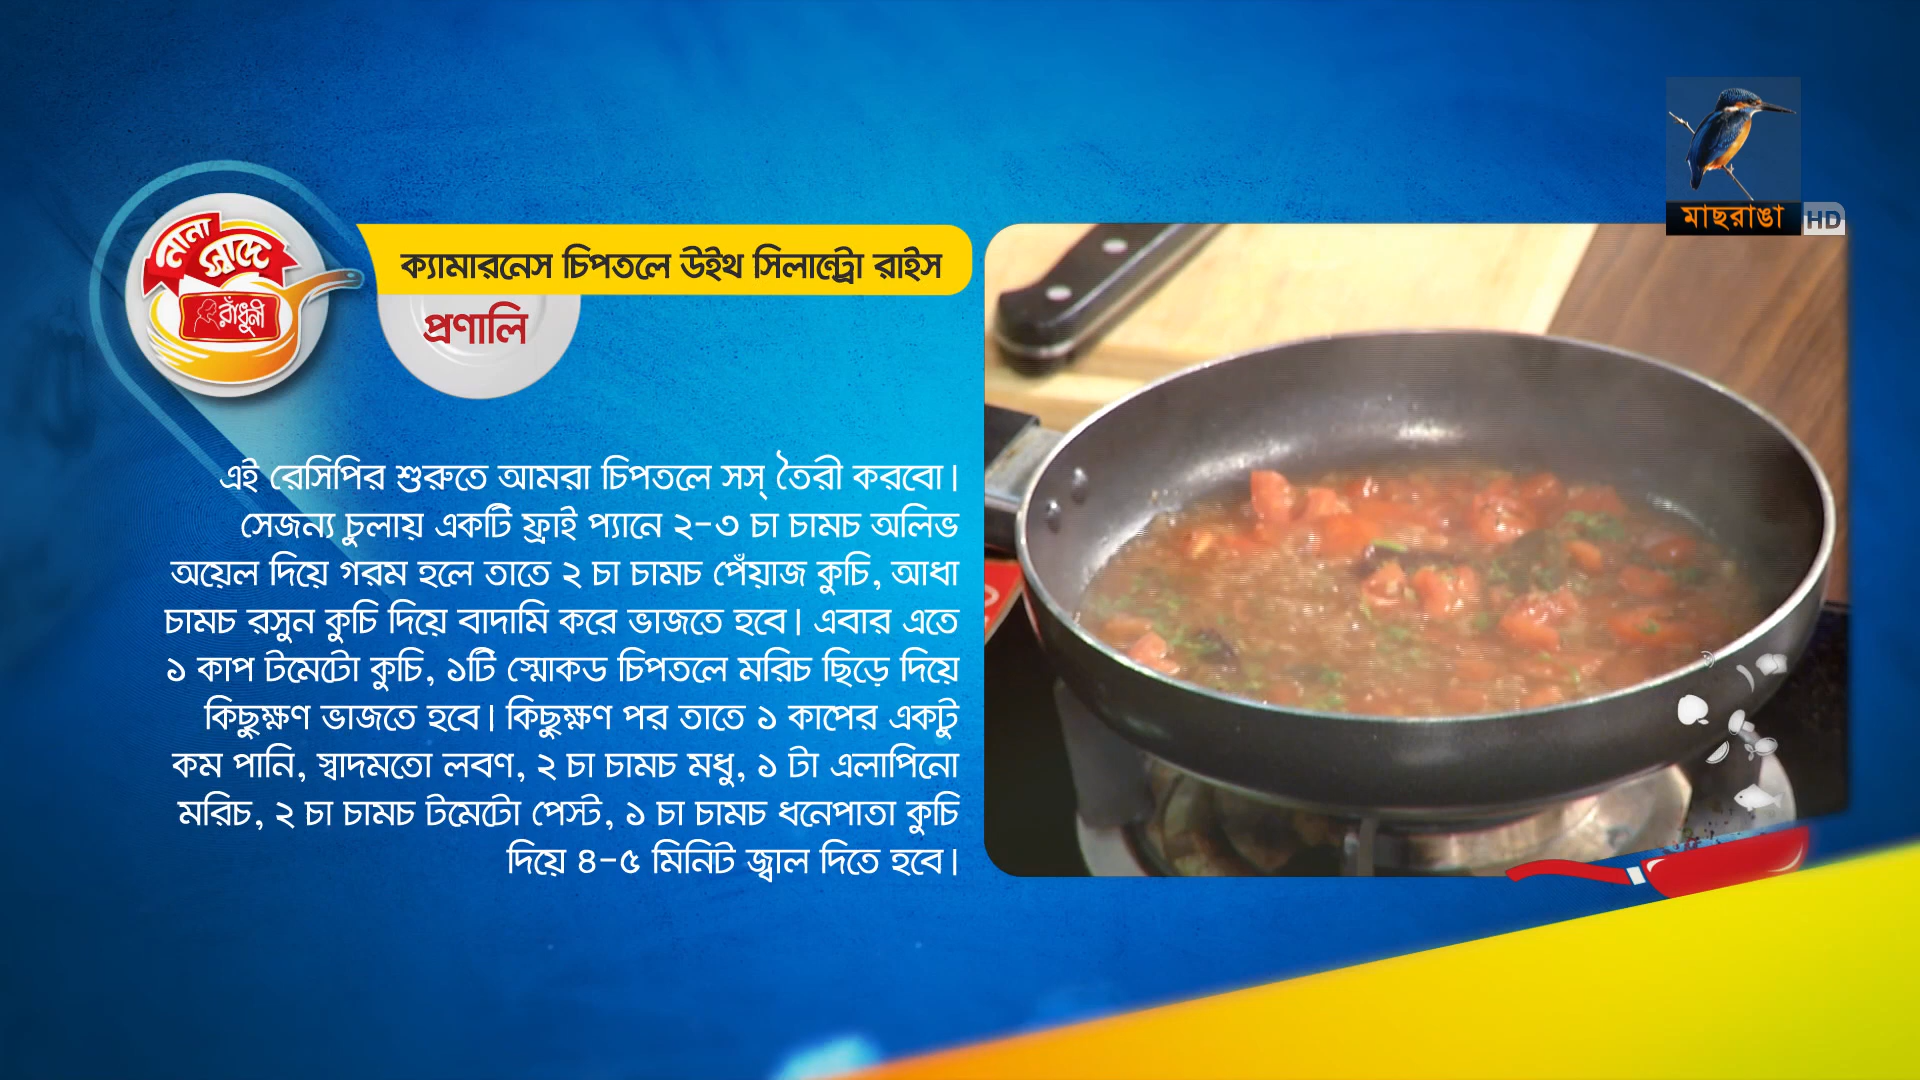 মাছরাঙা HD
নানা
স্বাদে
রাঁধুনী
ক্যামারনেস চিপতলে উইথ সিলান্ট্রো রাইস
প্রণালি
এই রেসিপির শুরুতে আমরা চিপতলে সস্ তৈরী করবো।
সেজন্য চুলায় একটি ফ্রাই প্যানে ২-৩ চা চামচ অলিভ
অয়েল দিয়ে গরম হলে তাতে ২ চা চামচ পেঁয়াজ কুচি, আধা
চামচ রসুন কুচি দিয়ে বাদামি করে ভাজতে হবে। এবার এতে
১ কাপ টমেটো কুচি, ১টি স্মোকড চিপতলে মরিচ ছিড়ে দিয়ে
কিছুক্ষণ ভাজতে হবে। কিছুক্ষণ পর তাতে ১ কাপের একটু
কম পানি, স্বাদমতো লবণ, ২ চা চামচ মধু, ১ টা এলাপিনো
মরিচ, ২ চা চামচ টমেটো পেস্ট, ১ চা চামচ ধনেপাতা কুচি
দিয়ে ৪-৫ মিনিট জ্বাল দিতে হবে।